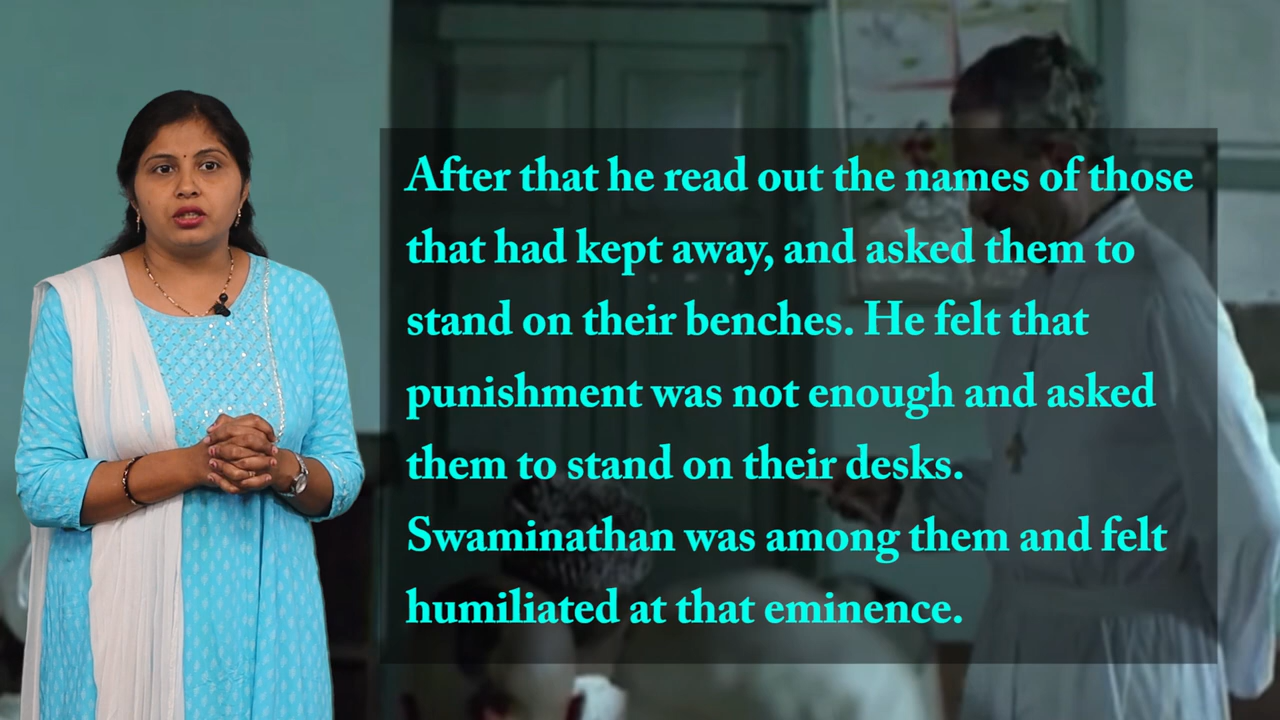 After that he read out the names of those
that had kept away, and asked them to
stand on their benches. He felt that
punishment was not enough and asked
them to stand on their desks.
Swaminathan was among them and felt
humiliated at that eminence.